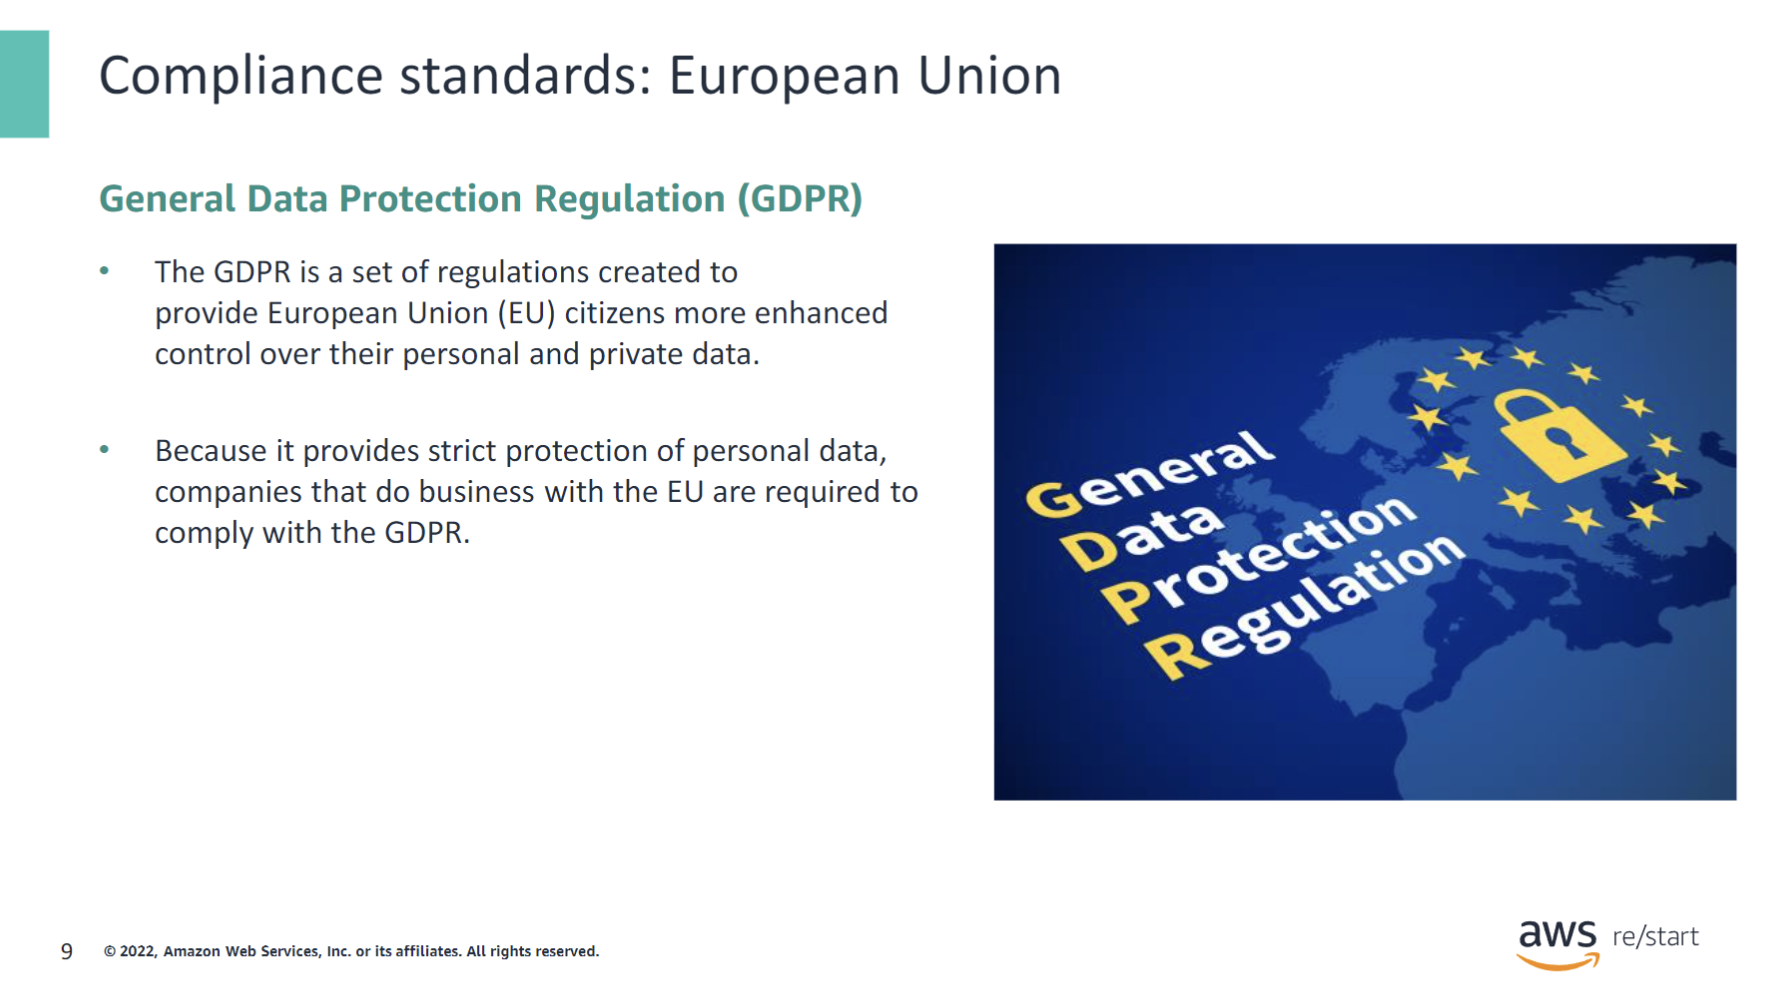 Compliance standards: European Union
General Data Protection Regulation (GDPR)
• The GDPR is a set of regulations created to
provide European Union (EU) citizens more enhanced
control over their personal and private data.
• Because it provides strict protection of personal data,
companies that do business with the EU are required to
comply with the GDPR.
General
Data
Protection
Regulation
9 © 2022, Amazon Web Services, Inc. or its affiliates. All rights reserved.
aws re/start